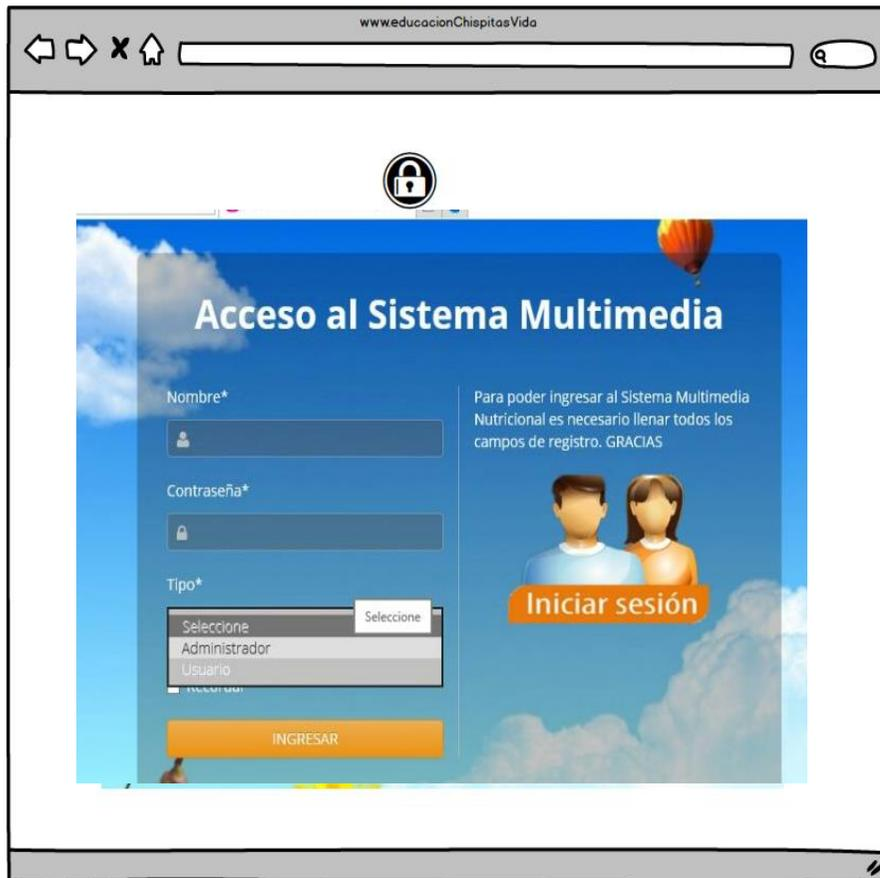 www.educacionChispitasVida
Acceso al Sistema Multimedia
Nombre*
Contraseña*
Tipo*
Seleccione
Seleccione
Administrador
Usuario
Recordar
INGRESAR
Para poder ingresar al Sistema Multimedia
Nutricional es necesario llenar todos los
campos de registro. GRACIAS
Iniciar sesión